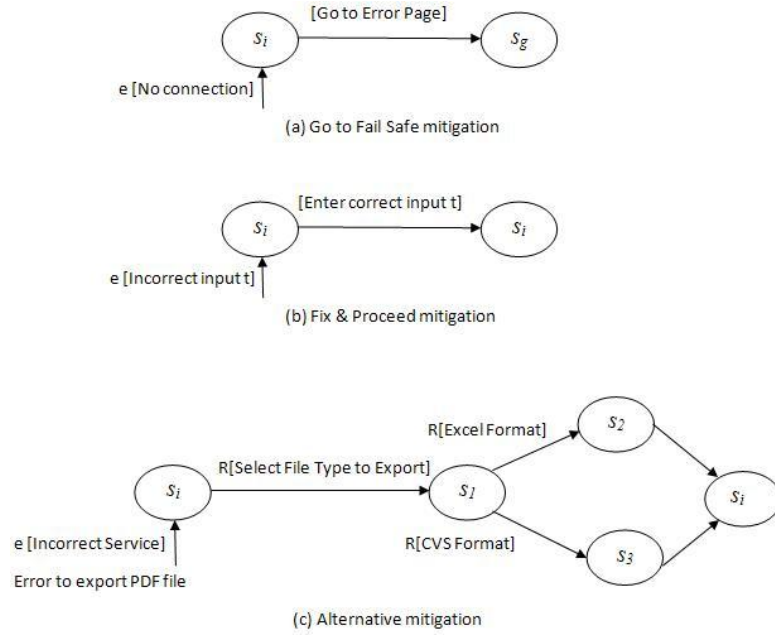 [Go to Error Page]
Si
Sg
e [No connection]
(a) Go to Fail Safe mitigation
[Enter correct input t]
Si
Si
e [Incorrect input t]
(b) Fix & Proceed mitigation
S2
R[Excel Format]
R[Select File Type to Export]
Si
S1
Si
e [Incorrect Service]
R[CVS Format]
S3
Error to export PDF file
(c) Alternative mitigation